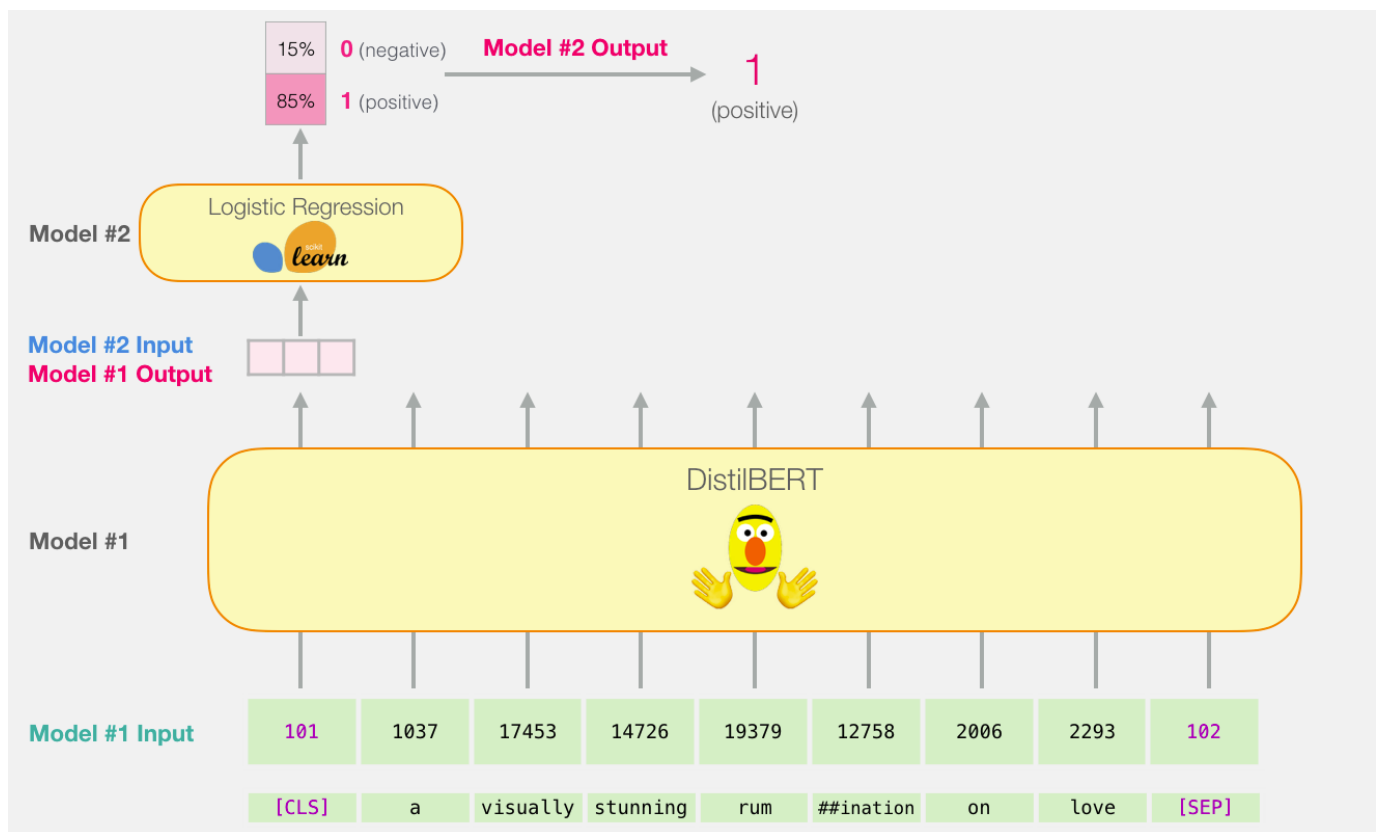 15% 0 (negative) Model #2 Output 1
85% 1 (positive) (positive)
Logistic Regression
Model #2
scikit
learn
Model #2 Input
Model #1 Output
DistilBERT
Model #1
Model #1 Input 101 1037 17453 14726 19379 12758 2006 2293 102
[CLS] a visually stunning rum ##ination on love [SEP]